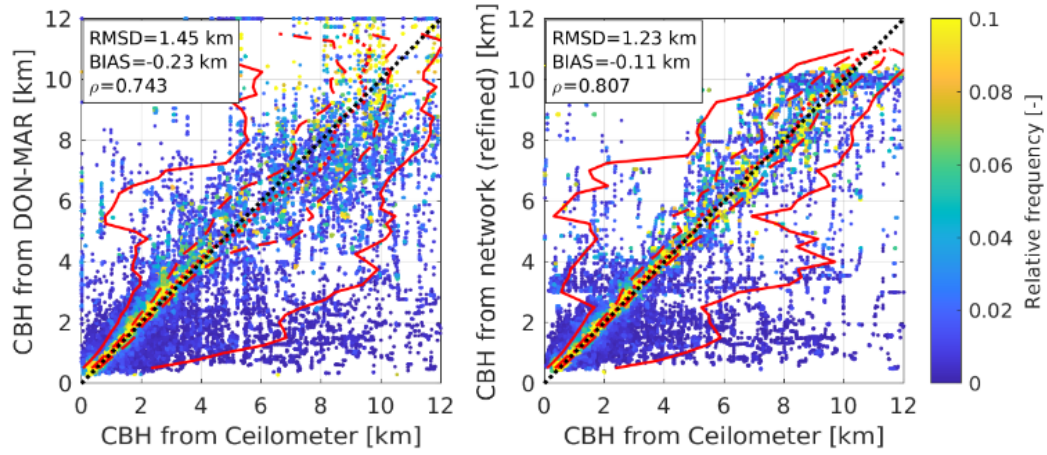 CBH from DON-MAR [km]
12
10
8
6
4
2
0
RMSD=1.45 km
BIAS=-0.23 km
ρ=0.743
0 2 4 6 8 10 12
CBH from Ceilometer [km]
CBH from network (refined) [km]
12
10
8
6
4
2
0
RMSD=1.23 km
BIAS=-0.11 km
ρ=0.807
0 2 4 6 8 10 12
CBH from Ceilometer [km]
0.1
0.08
0.06
0.04
0.02
0
Relative frequency [-]